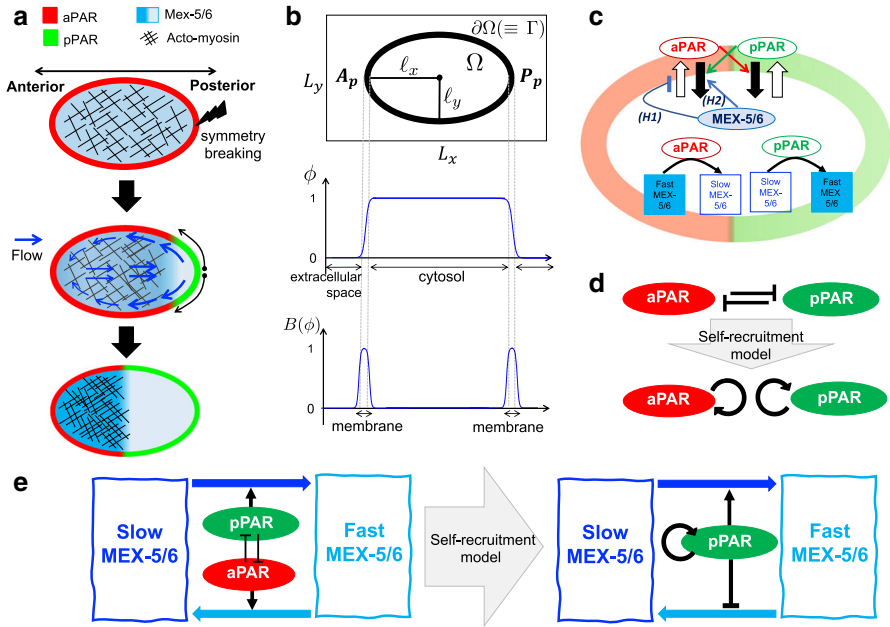 a
aPAR
pPAR
Mex-5/6
Acto-myosin
Anterior
Posterior
symmetry
breaking
Flow
b
∂Ω(≡ Γ)
Ω
A_p
P_p
ℓ_x
ℓ_y
L_y
L_x
ϕ
1
0
extracellular
space
cytosol
B(ϕ)
1
0
membrane
membrane
c
aPAR
pPAR
(H1)
(H2)
MEX-5/6
aPAR
pPAR
Fast
MEX-
5/6
Slow
MEX-
5/6
Slow
MEX-
5/6
Fast
MEX
5/6
d
aPAR
pPAR
Self-recruitment
model
aPAR
pPAR
e
Slow
MEX-5/6
pPAR
aPAR
Fast
MEX-5/6
Self-recruitment
model
Slow
MEX-5/6
pPAR
Fast
MEX-5/6